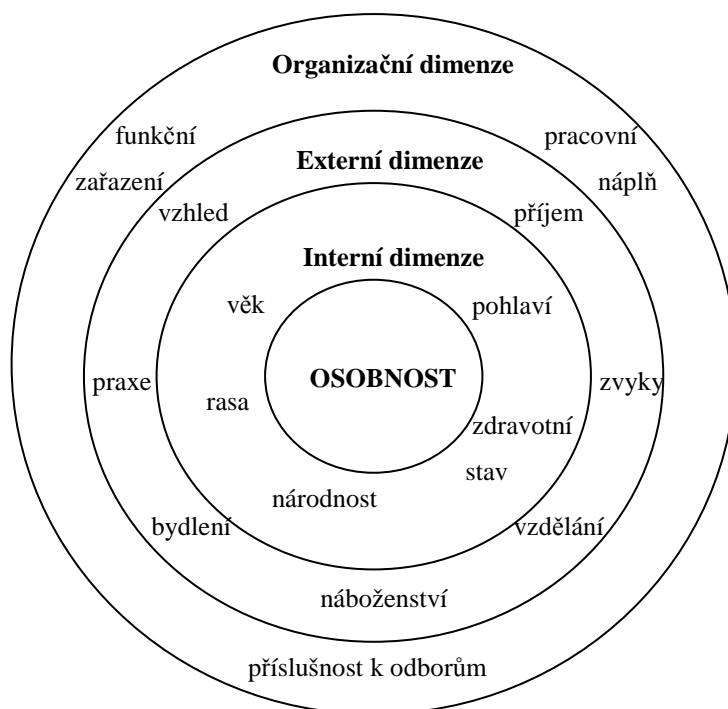 Organizační dimenze
funkční
pracovní
zařazení
náplň
Externí dimenze
vzhled
příjem
Interní dimenze
věk
pohlaví
OSOBNOST
praxe
zvyky
rasa
zdravotní
stav
národnost
bydlení
vzdělání
náboženství
příslušnost k odborům